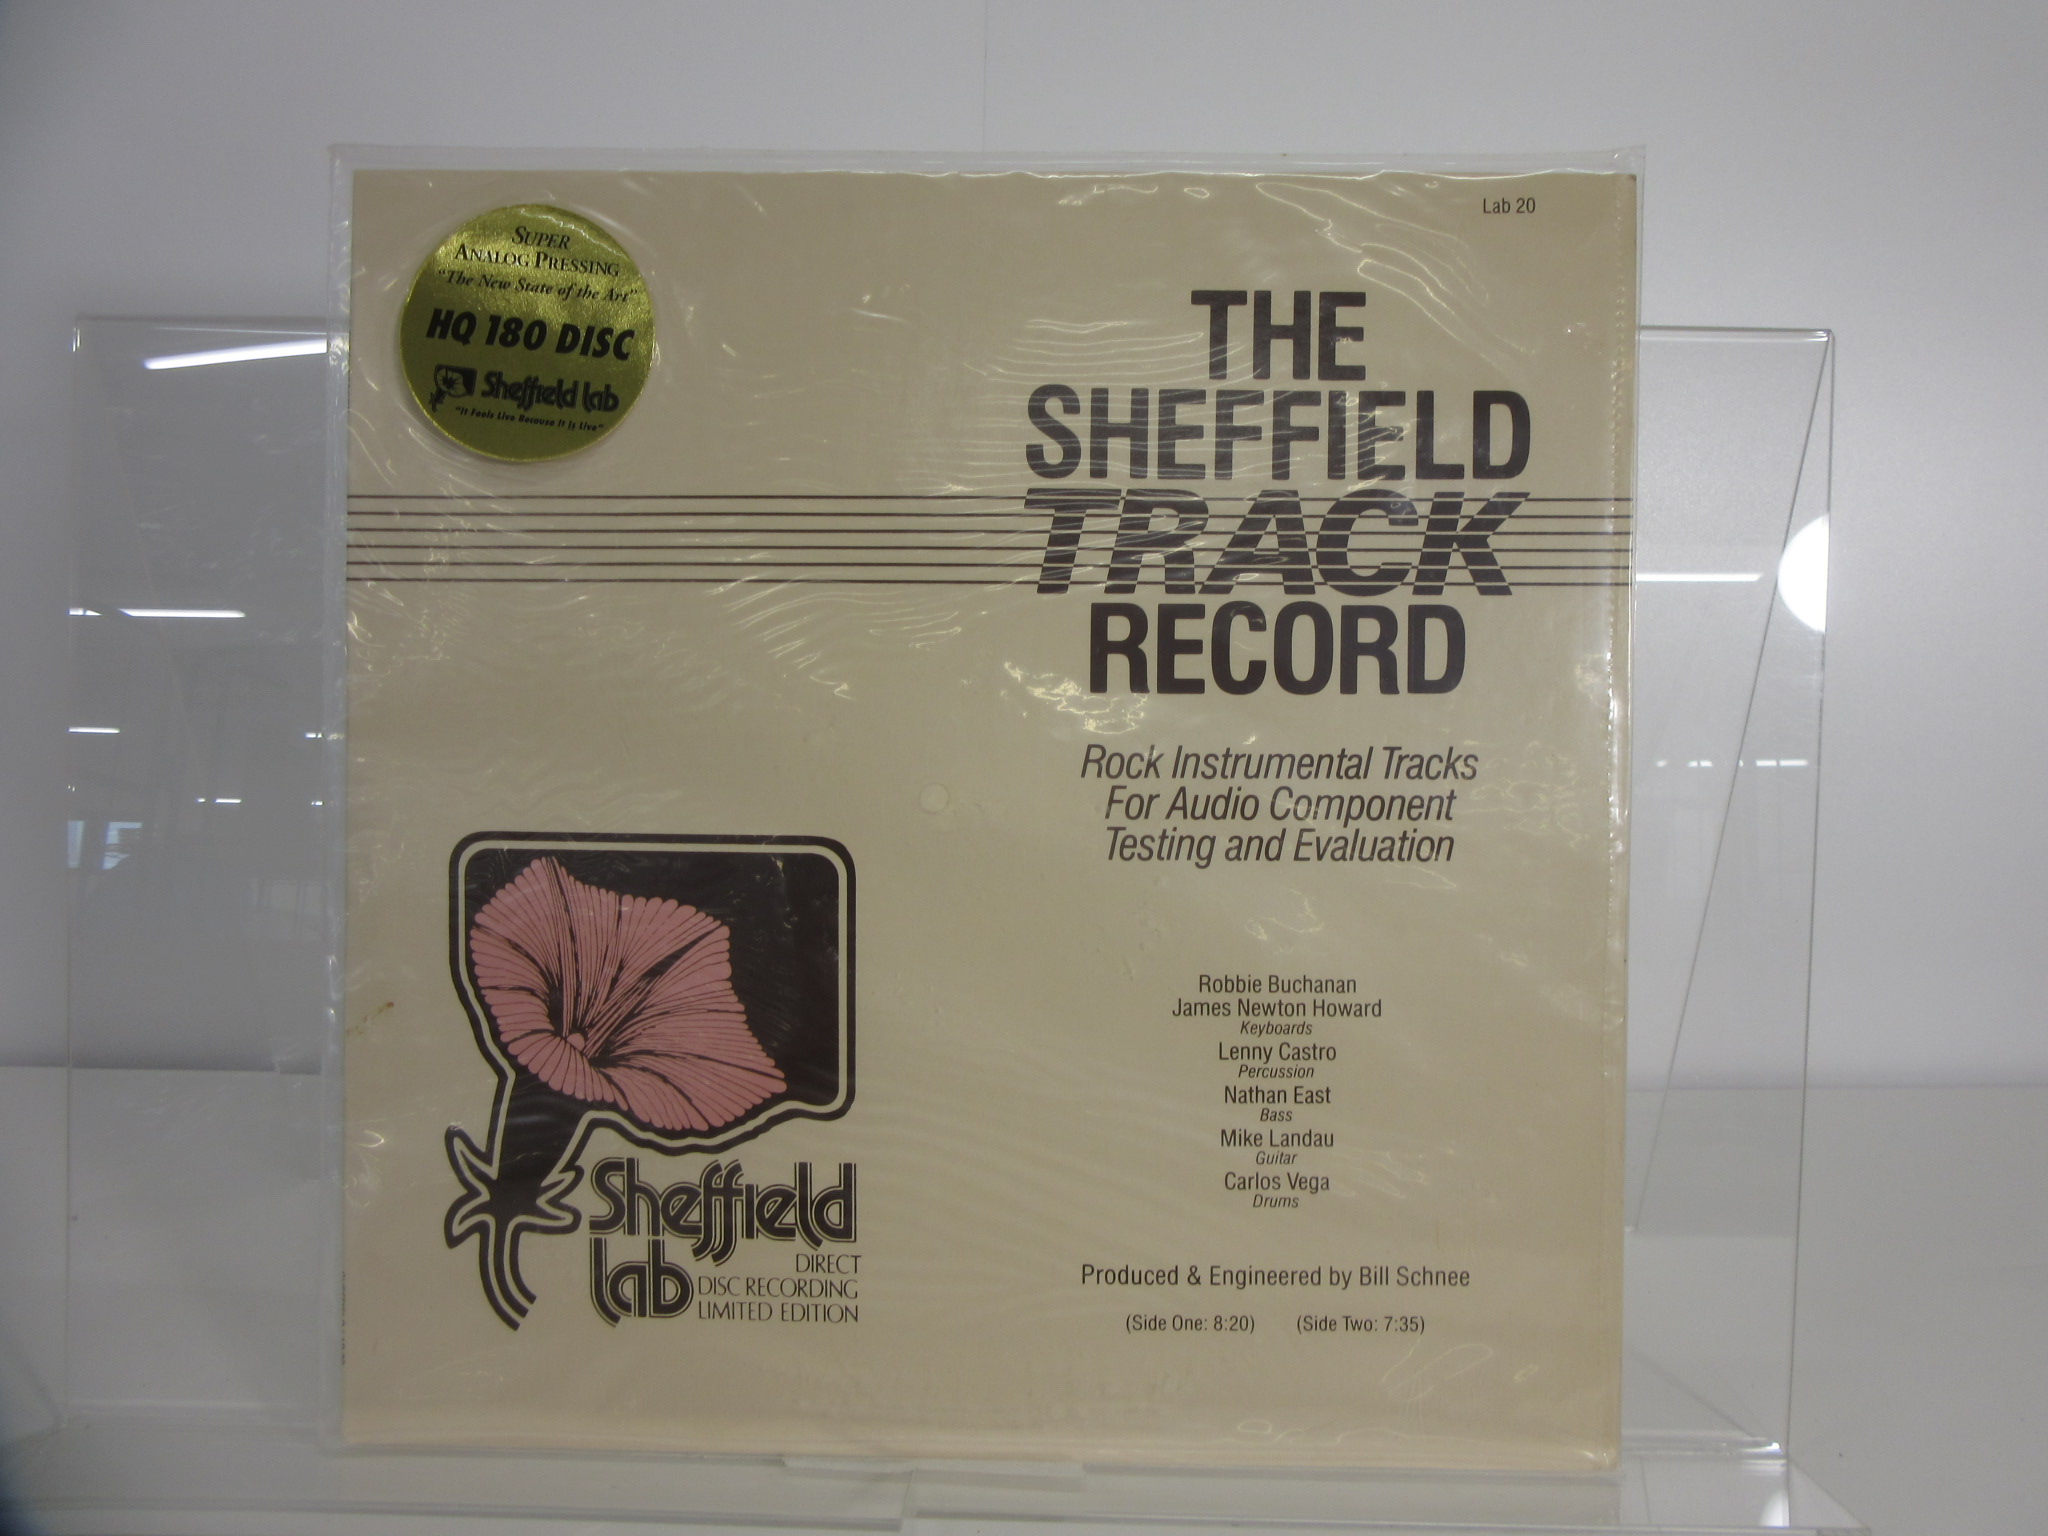 Lab 20
SUPER
ANALOG PRESSING
"The New State of the Art"
HQ 180 DISC
Sheffield lab
"It Feels Live Because It Is Live"
THE
SHEFFIELD
TRACK
RECORD
Rock Instrumental Tracks
For Audio Component
Testing and Evaluation
Robbie Buchanan
James Newton Howard
Keyboards
Lenny Castro
Percussion
Nathan East
Bass
Mike Landau
Guitar
Carlos Vega
Drums
Produced & Engineered by Bill Schnee
(Side One: 8:20) (Side Two: 7:35)
Sheffield
lab
DIRECT
DISC RECORDING
LIMITED EDITION